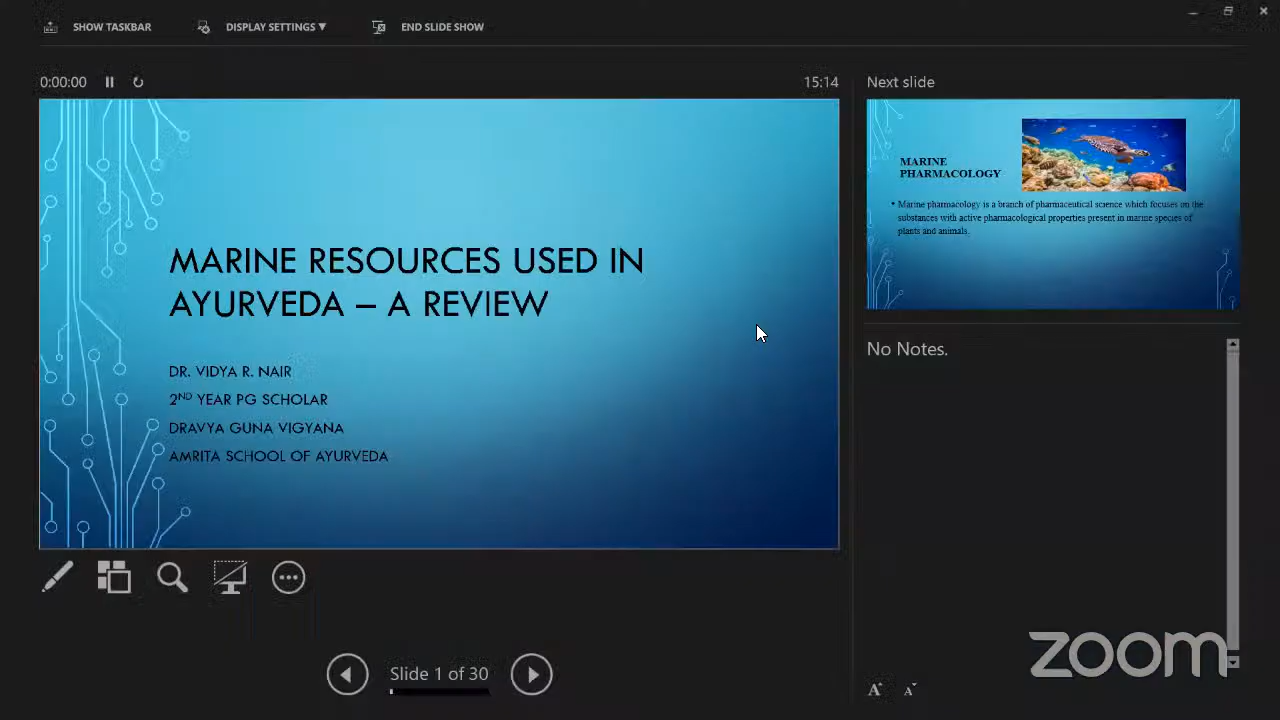 SHOW TASKBAR
DISPLAY SETTINGS ▼
END SLIDE SHOW
0:00:00
15:14
Next slide
MARINE RESOURCES USED IN
AYURVEDA – A REVIEW
DR. VIDYA R. NAIR
2ND YEAR PG SCHOLAR
DRAVYA GUNA VIGYANA
AMRITA SCHOOL OF AYURVEDA
MARINE
PHARMACOLOGY
• Marine pharmacology is a branch of pharmaceutical science which focuses on the
substances with active pharmacological properties present in marine species of
plants and animals.
No Notes.
Slide 1 of 30
zoom
A A